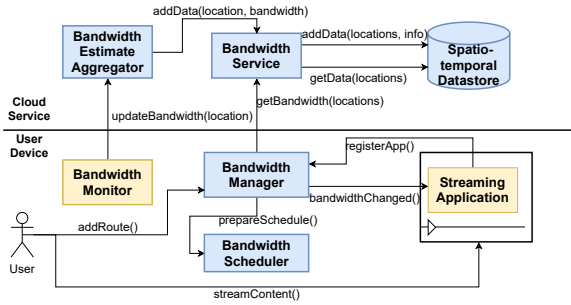 addData(location, bandwidth)
Bandwidth
Estimate
Aggregator
Bandwidth
Service
addData(locations, info)
getData(locations)
Spatio-
temporal
Datastore
Cloud
Service
updateBandwidth(location)
getBandwidth(locations)
User
Device
Bandwidth
Monitor
Bandwidth
Manager
registerApp()
bandwidthChanged()
Streaming
Application
addRoute()
prepareSchedule()
Bandwidth
Scheduler
User
streamContent()